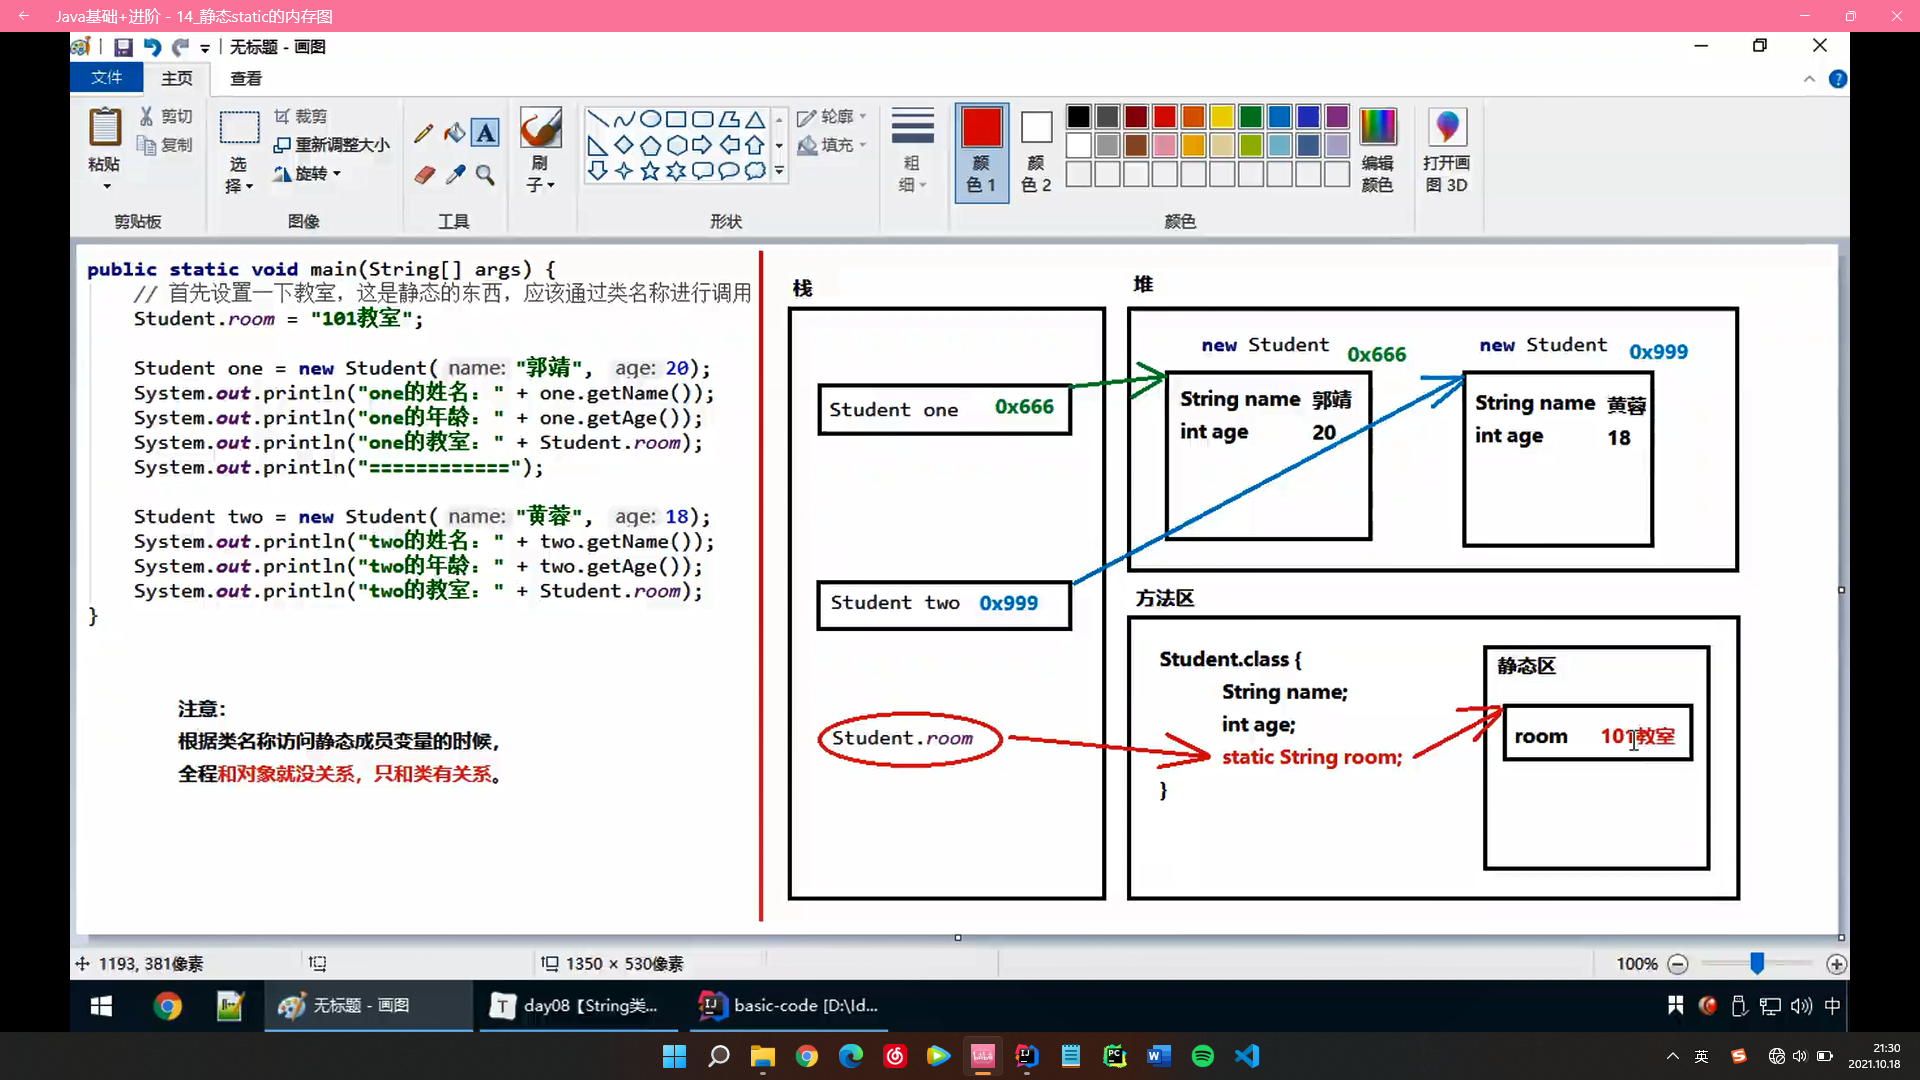 Java基础+进阶 - 14_静态static的内存图
无标题 - 画图
文件 主页 查看
粘贴
剪切
复制
剪贴板
选择
裁剪
重新调整大小
旋转
图像
A
工具
刷子
轮廓
填充
形状
粗细
颜色 1
颜色 2
编辑颜色
颜色
打开画图 3D
public static void main(String[] args) {
// 首先设置一下教室，这是静态的东西，应该通过类名称进行调用
Student.room = "101教室";
Student one = new Student( name: "郭靖", age: 20);
System.out.println("one的姓名：" + one.getName());
System.out.println("one的年龄：" + one.getAge());
System.out.println("one的教室：" + Student.room);
System.out.println("============");
Student two = new Student( name: "黄蓉", age: 18);
System.out.println("two的姓名：" + two.getName());
System.out.println("two的年龄：" + two.getAge());
System.out.println("two的教室：" + Student.room);
}
注意：
根据类名称访问静态成员变量的时候，
全程和对象就没关系，只和类有关系。
栈
Student one 0x666
Student two 0x999
Student.room
堆
new Student 0x666
String name 郭靖
int age 20
new Student 0x999
String name 黄蓉
int age 18
方法区
Student.class {
String name;
int age;
static String room;
}
静态区
room 101教室
1193, 381像素
1350 × 530像素
100%
无标题 - 画图
day08【String类...
basic-code [D:\Id...
中
英
21:30
2021.10.18